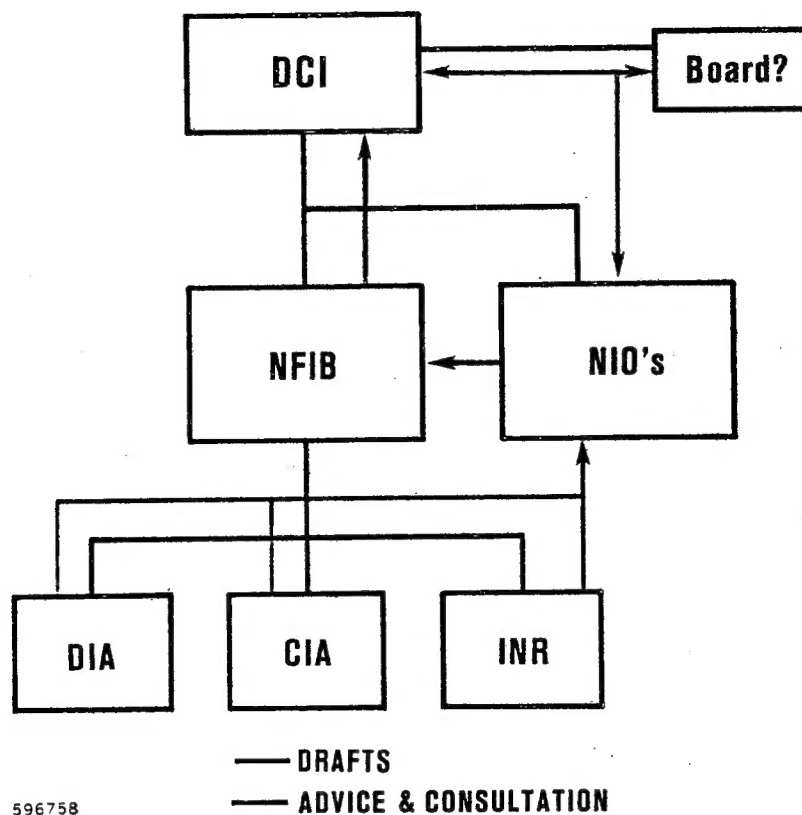 DCI
Board?
NFIB
NIO's
DIA
CIA
INR
DRAFTS
ADVICE & CONSULTATION
596758